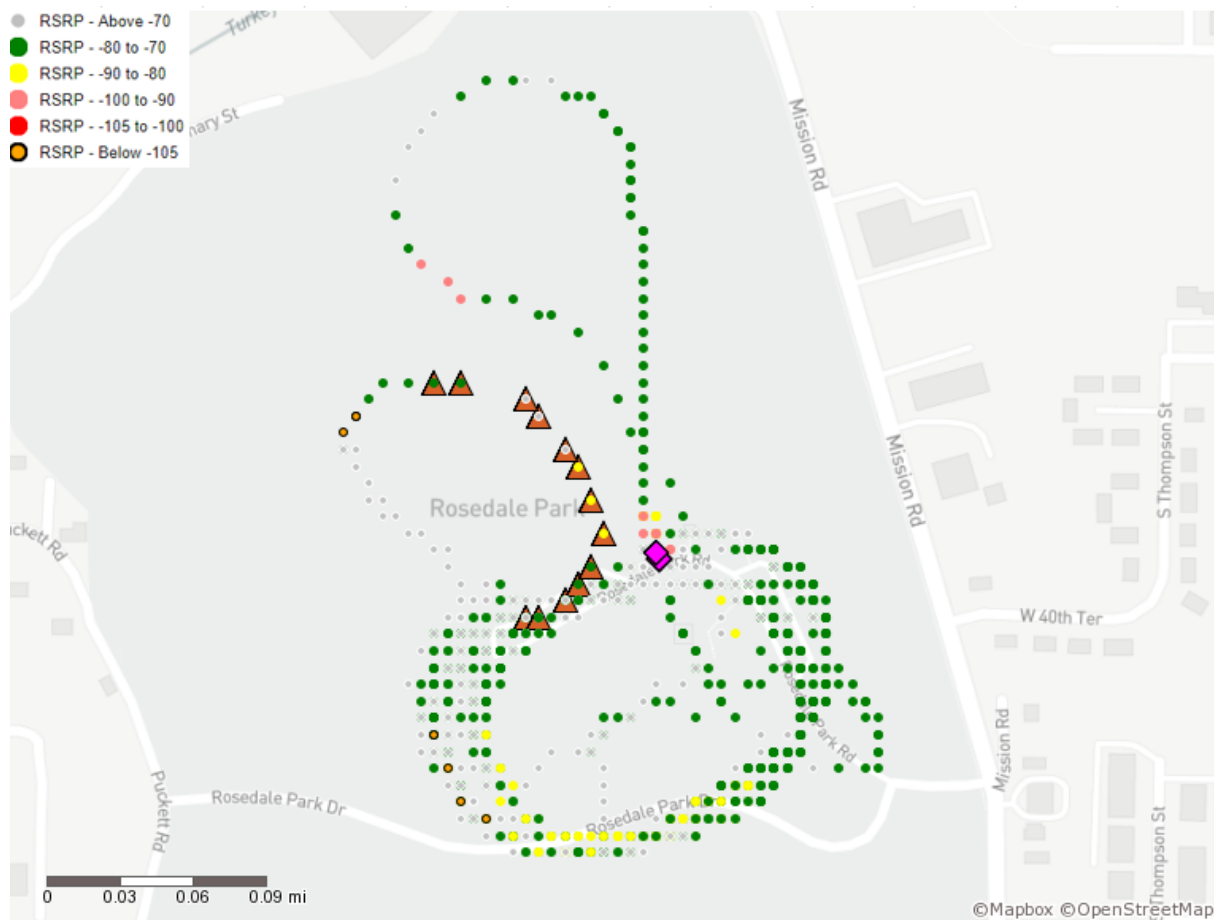 RSRP - Above -70
RSRP - -80 to -70
RSRP - -90 to -80
RSRP - -100 to -90
RSRP - -105 to -100
RSRP - Below -105
Turkey
nary St
Mission Rd
Mission Rd
S Thompson St
Rosedale Park
uckett Rd
Rosedale Park Rd
W 40th Ter
Rosedale Park Rd
Mission Rd
Puckett Rd
Rosedale Park Dr
Rosedale Park D
Thompson St
0 0.03 0.06 0.09 mi
©Mapbox ©OpenStreetMap